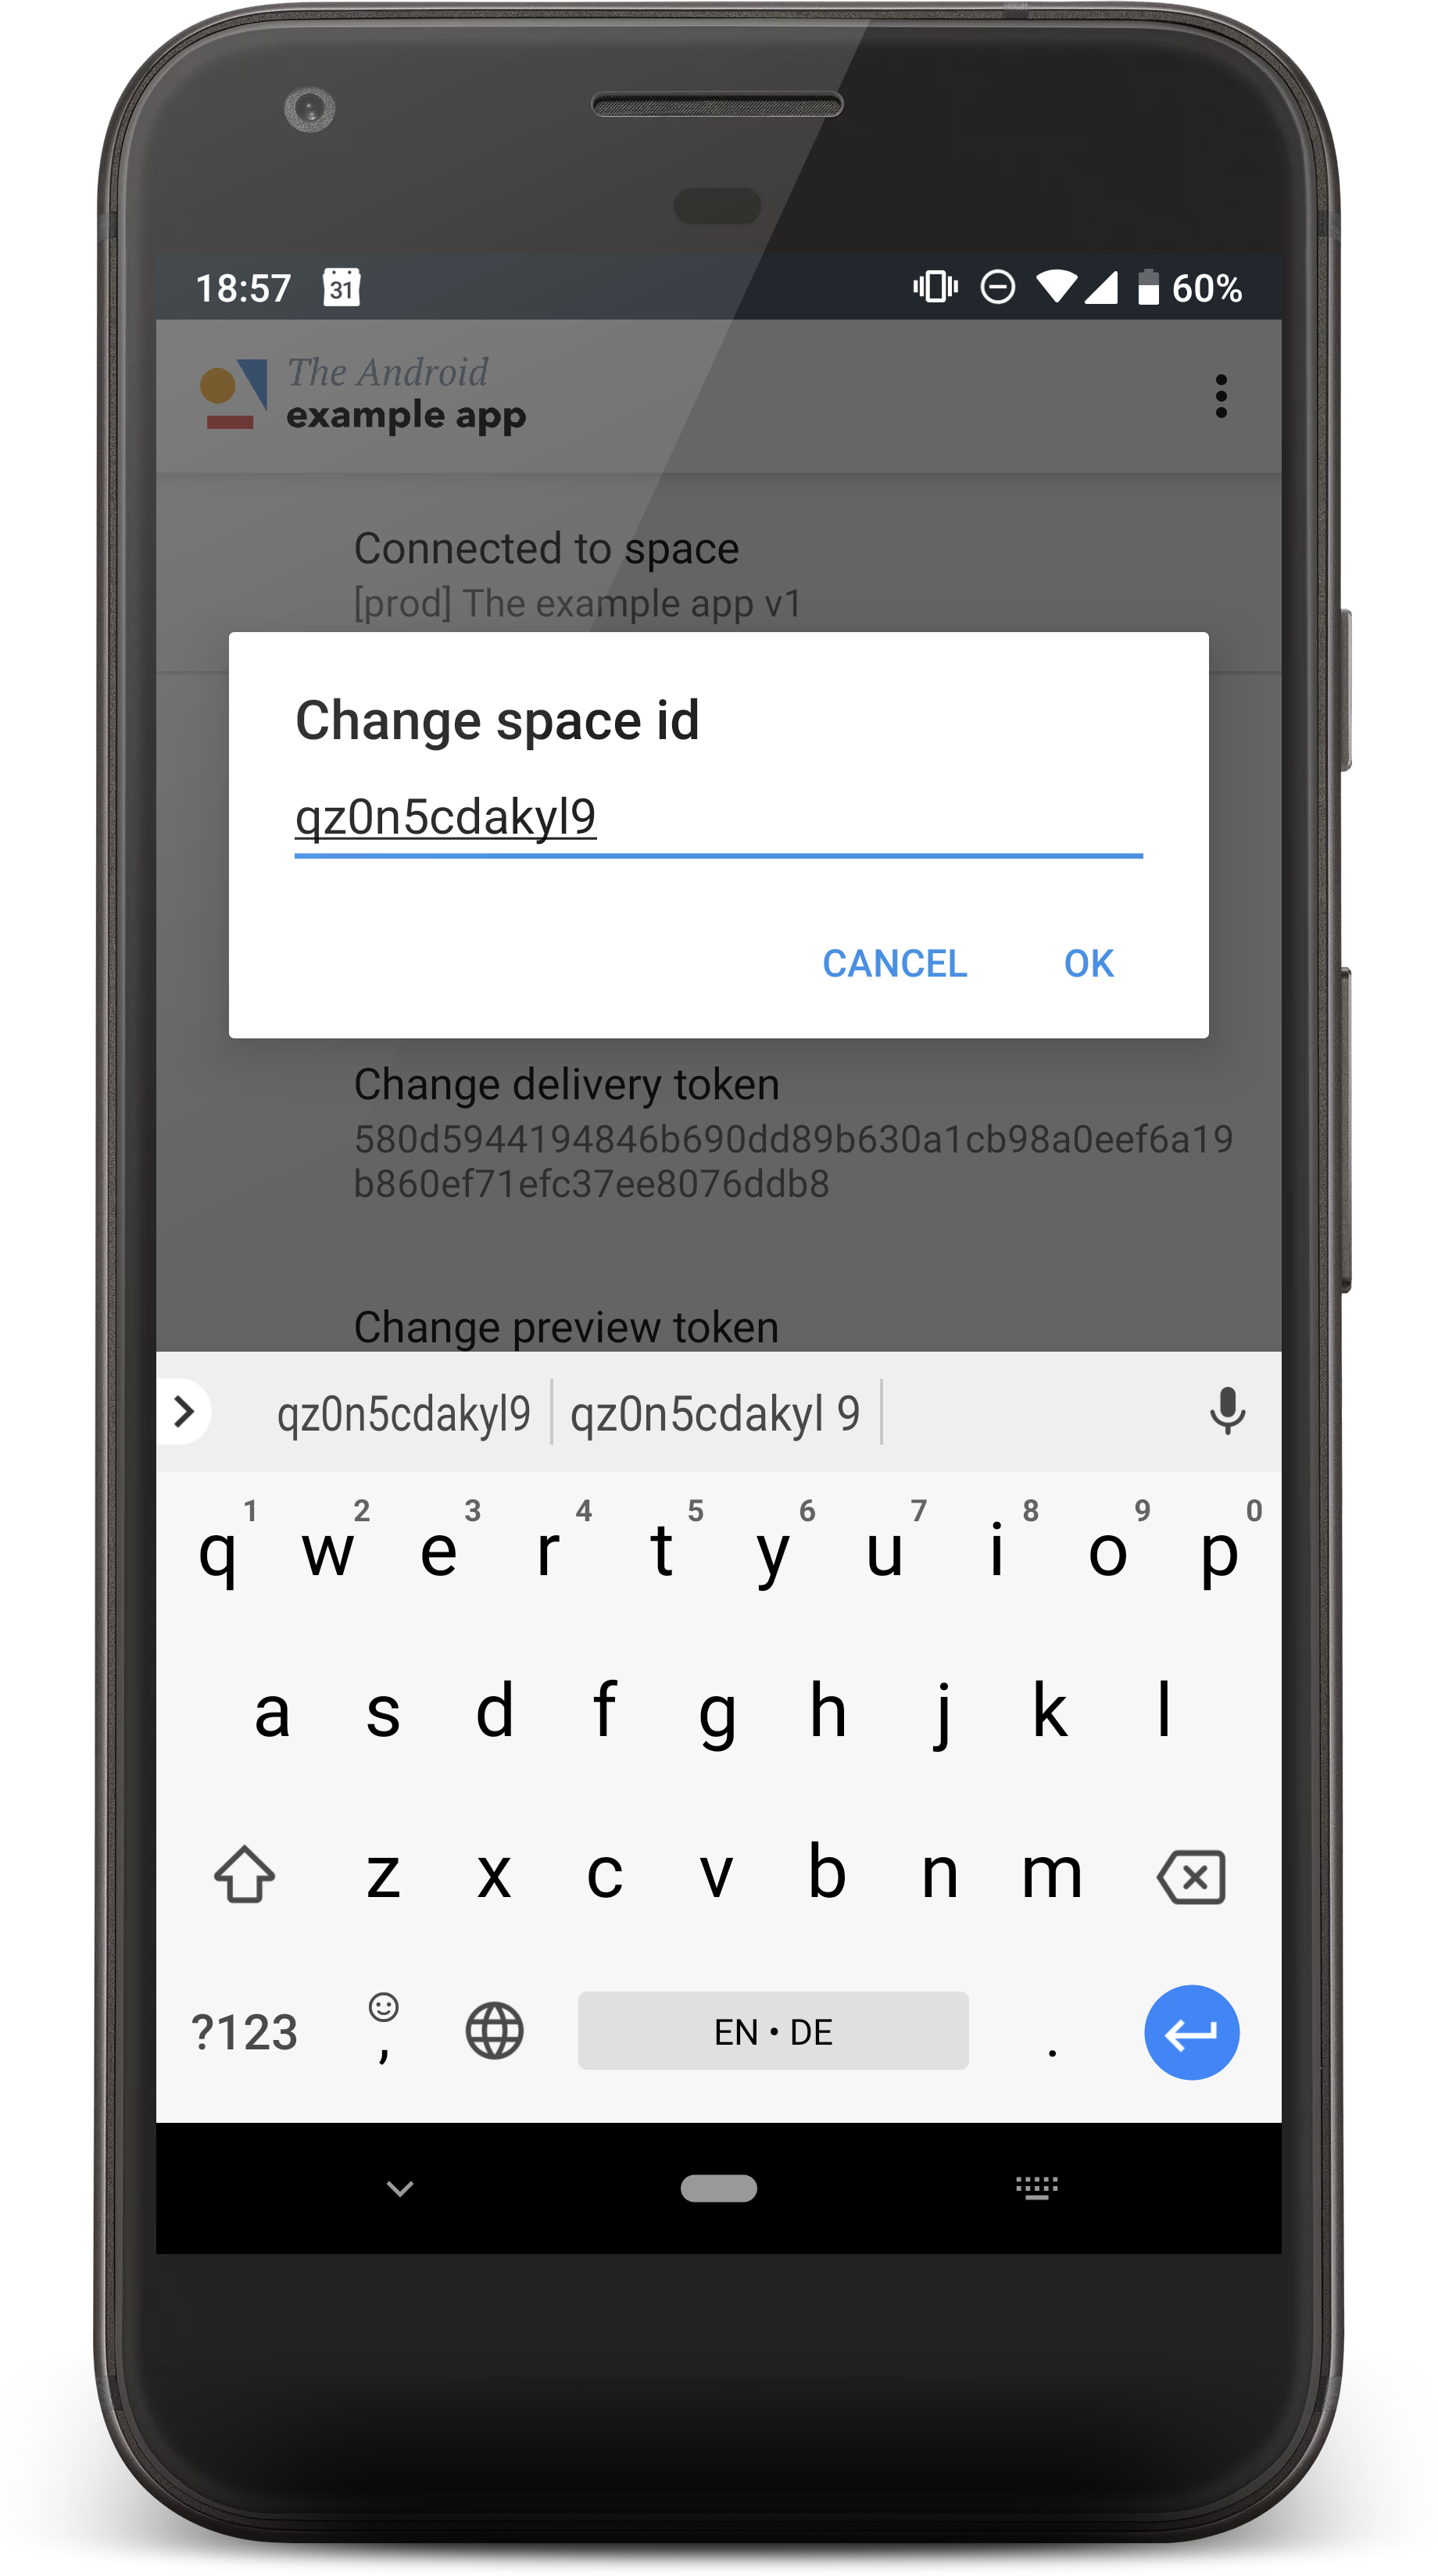 18:57 31 60%
The Android
example app
Connected to space
[prod] The example app v1
Change space id
qz0n5cdakyl9
CANCEL OK
Change delivery token
580d5944194846b690dd89b630a1cb98a0eef6a19
b860ef71efc37ee8076ddb8
Change preview token
qz0n5cdakyl9 qz0n5cdakyl 9
1 2 3 4 5 6 7 8 9 0
q w e r t y u i o p
a s d f g h j k l
z x c v b n m
?123 , EN • DE .